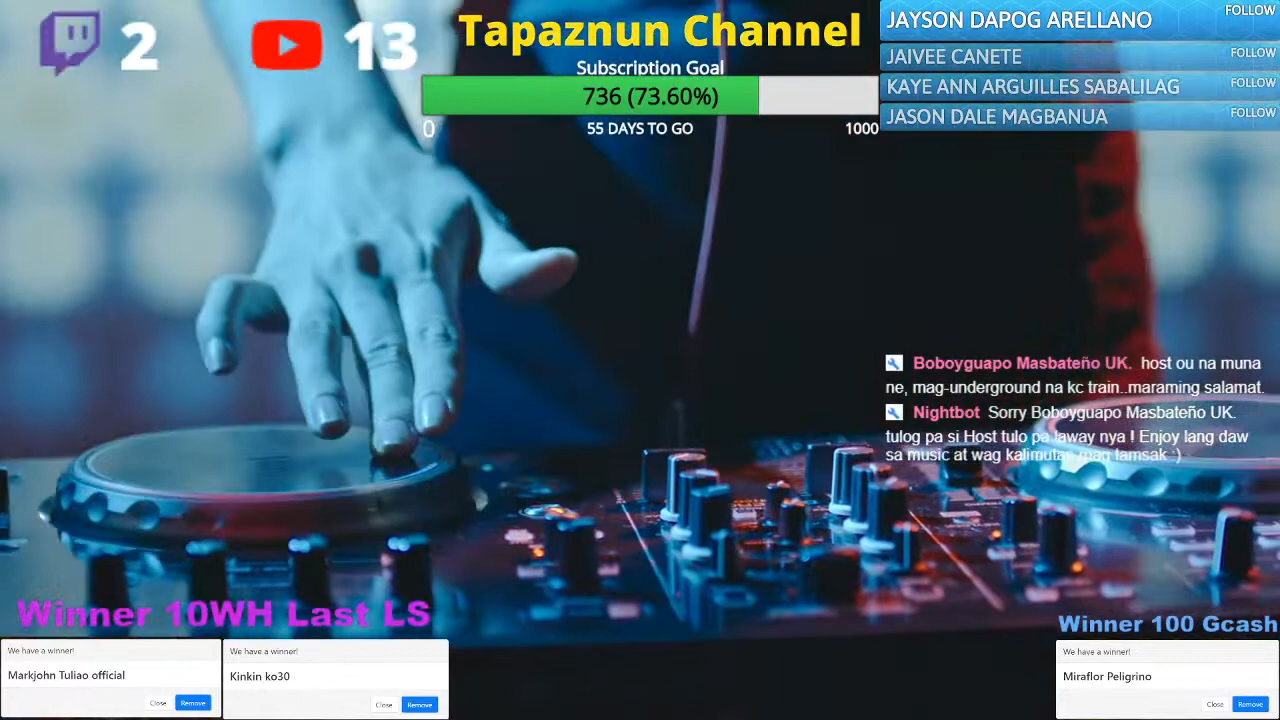 2
13
Tapaznun Channel
Subscription Goal
736 (73.60%)
0
55 DAYS TO GO
1000
JAYSON DAPOG ARELLANO FOLLOW
JAIVEE CANETE FOLLOW
KAYE ANN ARGUILLES SABALILAG FOLLOW
JASON DALE MAGBANUA FOLLOW
Boboyguapo Masbateño UK. host ou na muna
ne, mag-underground na kc train..maraming salamat.
Nightbot Sorry Boboyguapo Masbateño UK.
tulog pa si Host tulo pa laway nya ! Enjoy lang daw
sa music at wag kalimutan mag tamsak :)
Winner 10WH Last LS
We have a winner!
Markjohn Tuliao official
Close Remove
We have a winner!
Kinkin ko30
Close Remove
Winner 100 Gcash
We have a winner!
Miraflor Peligrino
Close Remove